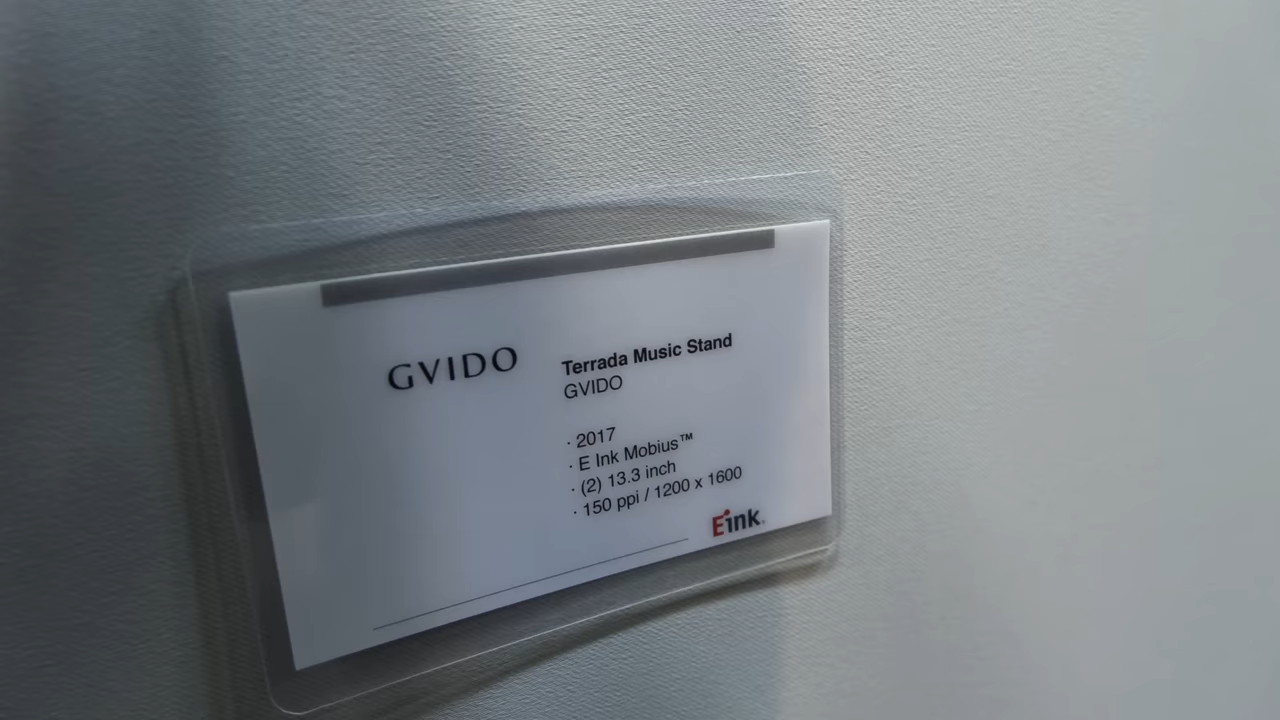 GVIDO
Terrada Music Stand
GVIDO
· 2017
· E Ink Mobius™
· (2) 13.3 inch
· 150 ppi / 1200 x 1600
Eink